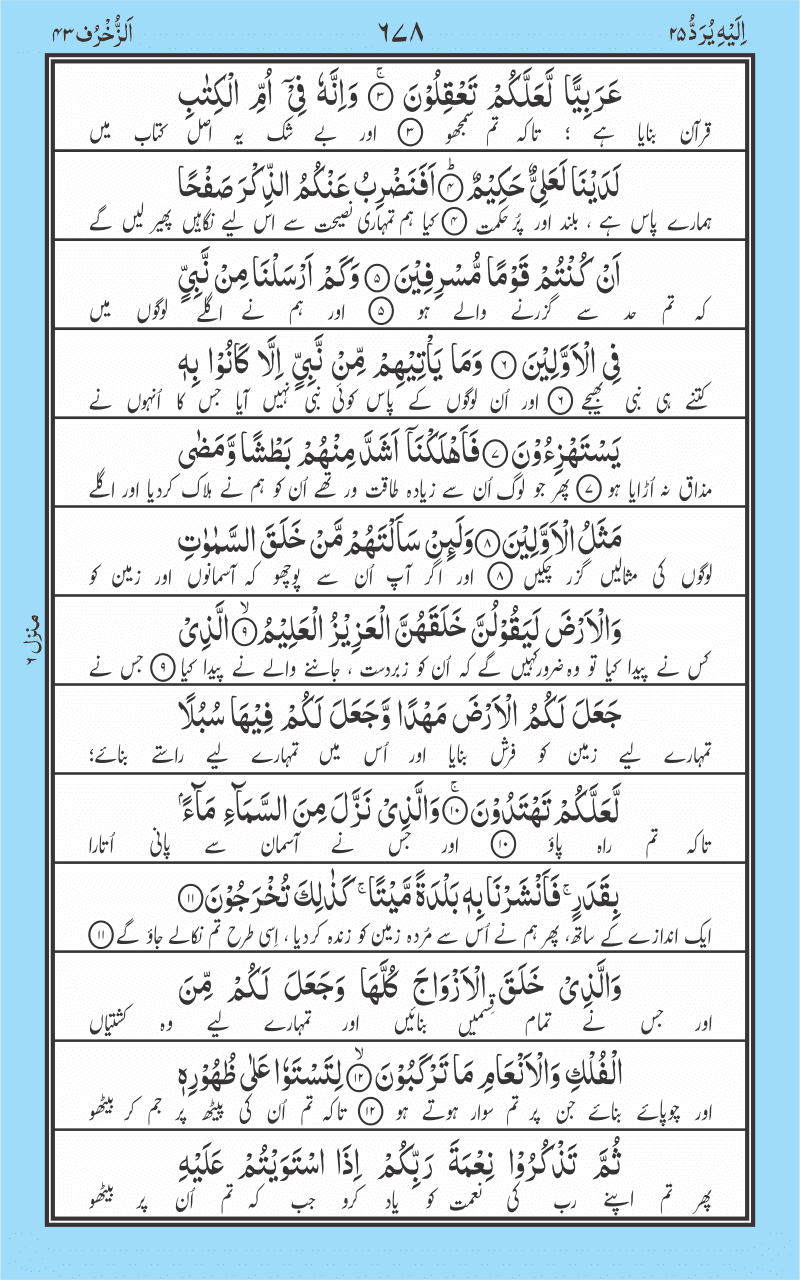 اِلَیْهِ یُرَدُّ ۲۵
٦٧٨
اَلزُّخْرُف ۴۳
عَرَبِیًّا لَّعَلَّكُمْ تَعْقِلُوْنَ ۚ﴿۳﴾ وَاِنَّهٗ فِیْۤ اُمِّ الْكِتٰبِ
قرآن بنایا ہے ؛ تاکہ تم سمجھو ﴿۳﴾ اور بے شک یہ اصل کتاب میں
لَدَیْنَا لَعَلِیٌّ حَكِیْمٌ ؕ﴿۴﴾ اَفَنَضْرِبُ عَنْكُمُ الذِّكْرَ صَفْحًا
ہمارے پاس ہے ، بلند اور پُر حکمت ﴿۴﴾ کیا ہم تمہاری نصیحت سے اس لیے نگاہیں پھیر لیں گے
اَنْ كُنْتُمْ قَوْمًا مُّسْرِفِیْنَ ﴿۵﴾ وَكَمْ اَرْسَلْنَا مِنْ نَّبِیٍّ
کہ تم حد سے گزرنے والے ہو ﴿۵﴾ اور ہم نے اگلے لوگوں میں
فِی الْاَوَّلِیْنَ ﴿۶﴾ وَمَا یَاْتِیْهِمْ مِّنْ نَّبِیٍّ اِلَّا كَانُوْا بِهٖ
کتنے ہی نبی بھیجے ﴿۶﴾ اور اُن لوگوں کے پاس کوئی نبی نہیں آیا جس کا اُنہوں نے
یَسْتَهْزِءُوْنَ ﴿۷﴾ فَاَهْلَكْنَاۤ اَشَدَّ مِنْهُمْ بَطْشًا وَّمَضٰی
مذاق نہ اُڑایا ہو ﴿۷﴾ پھر جو لوگ اُن سے زیادہ طاقت ور تھے اُن کو ہم نے ہلاک کردیا اور اگلے
مَثَلُ الْاَوَّلِیْنَ ﴿۸﴾ وَلَىِٕنْ سَاَلْتَهُمْ مَّنْ خَلَقَ السَّمٰوٰتِ
لوگوں کی مثالیں گزر چکیں ﴿۸﴾ اور اگر آپ اُن سے پوچھو کہ آسمانوں اور زمین کو
وَالْاَرْضَ لَیَقُوْلُنَّ خَلَقَهُنَّ الْعَزِیْزُ الْعَلِیْمُ ۙ﴿۹﴾ الَّذِیْ
کس نے پیدا کیا تو وہ ضرور کہیں گے کہ اُن کو زبردست ، جاننے والے نے پیدا کیا ﴿۹﴾ جس نے
جَعَلَ لَكُمُ الْاَرْضَ مَهْدًا وَّجَعَلَ لَكُمْ فِیْهَا سُبُلًا
تمہارے لیے زمین کو فرش بنایا اور اُس میں تمہارے لیے راستے بنائے؛
لَّعَلَّكُمْ تَهْتَدُوْنَ ۚ﴿۱۰﴾ وَالَّذِیْ نَزَّلَ مِنَ السَّمَآءِ مَآءًۢ
تاکہ تم راہ پاؤ ﴿۱۰﴾ اور جس نے آسمان سے پانی اُتارا
بِقَدَرٍ ۚ فَاَنْشَرْنَا بِهٖ بَلْدَةً مَّیْتًا ۚ كَذٰلِكَ تُخْرَجُوْنَ ﴿۱۱﴾
ایک اندازے کے ساتھ، پھر ہم نے اُس سے مُردہ زمین کو زندہ کردیا ، اِسی طرح تم نکالے جاؤ گے ﴿۱۱﴾
وَالَّذِیْ خَلَقَ الْاَزْوَاجَ كُلَّهَا وَجَعَلَ لَكُمْ مِّنَ
اور جس نے تمام قِسمیں بنائیں اور تمہارے لیے وہ کشتیاں
الْفُلْكِ وَالْاَنْعَامِ مَا تَرْكَبُوْنَ ۙ﴿۱۲﴾ لِتَسْتَوٗا عَلٰی ظُهُوْرِهٖ
اور چوپائے بنائے جن پر تم سوار ہوتے ہو ﴿۱۲﴾ تاکہ تم اُن کی پیٹھ پر جم کر بیٹھو
ثُمَّ تَذْكُرُوْا نِعْمَةَ رَبِّكُمْ اِذَا اسْتَوَیْتُمْ عَلَیْهِ
پھر تم اپنے رب کی نعمت کو یاد کرو جب کہ تم اُن پر بیٹھو
منزل ۶